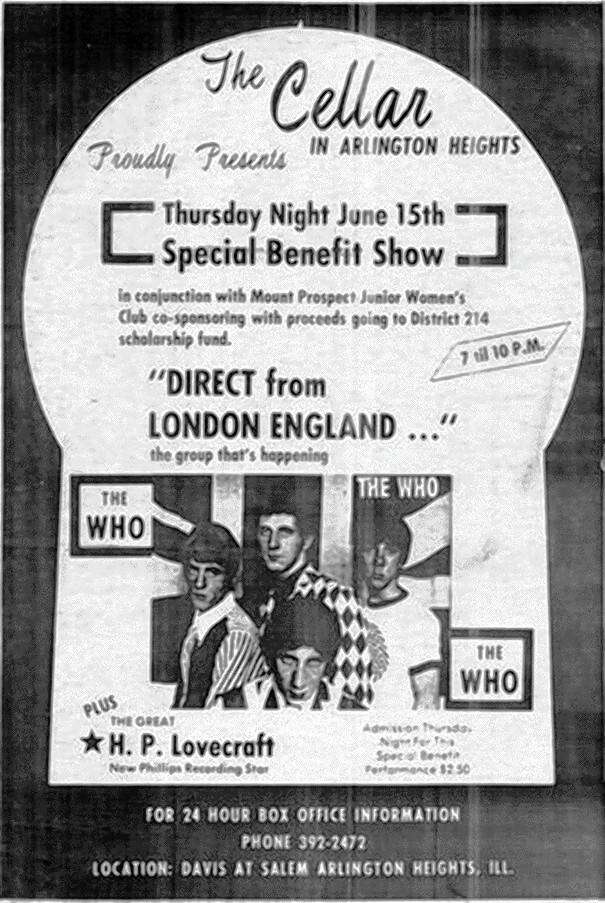 The Cellar
IN ARLINGTON HEIGHTS
Proudly Presents
Thursday Night June 15th
Special Benefit Show
in conjunction with Mount Prospect Junior Women's
Club co-sponsoring with proceeds going to District 214
scholarship fund.
7 til 10 P.M.
"DIRECT from
LONDON ENGLAND ..."
the group that's happening
THE
WHO
THE WHO
THE
WHO
PLUS
THE GREAT
★ H. P. Lovecraft
New Phillips Recording Star
Admission Thursday
Night For This
Special Benefit
Performance $2.50
FOR 24 HOUR BOX OFFICE INFORMATION
PHONE 392-2472
LOCATION: DAVIS AT SALEM ARLINGTON HEIGHTS, ILL.